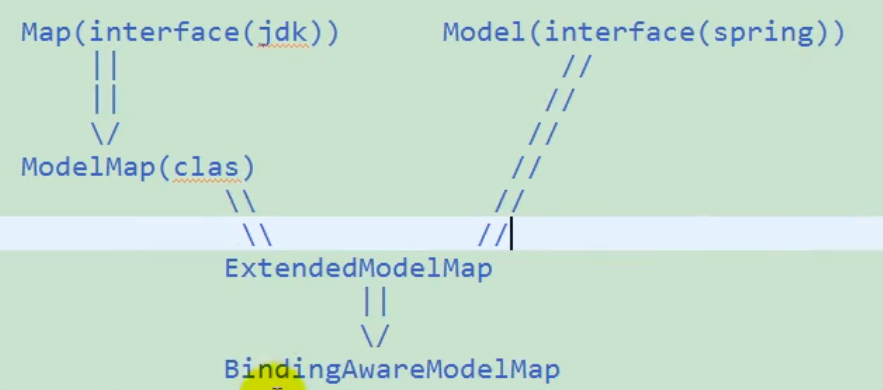 Map(interface(jdk))    Model(interface(spring))
||    //
||    //
\/    //
ModelMap(clas)    //
\\    //
\\    //
ExtendedModelMap
||
\/
BindingAwareModelMap